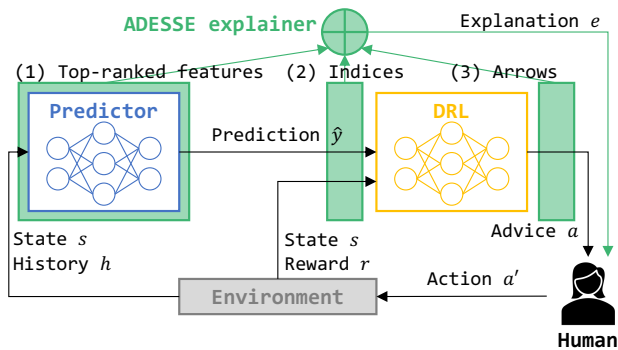 ADESSE explainer
Explanation e
(1) Top-ranked features
(2) Indices
(3) Arrows
Predictor
DRL
Prediction ŷ
State s
History h
State s
Reward r
Advice a
Environment
Action a′
Human